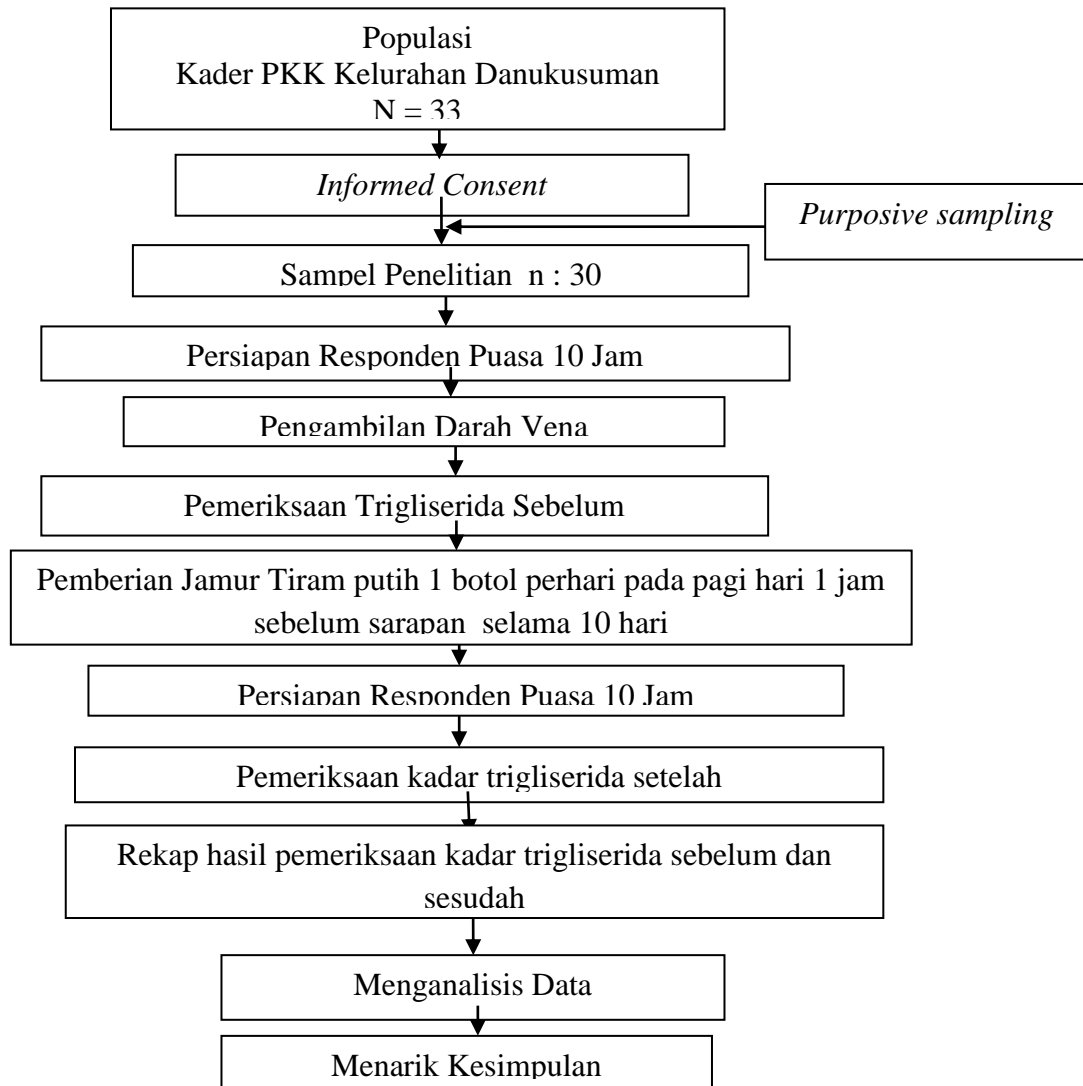 Populasi
Kader PKK Kelurahan Danukusuman
N = 33
Informed Consent
Purposive sampling
Sampel Penelitian n : 30
Persiapan Responden Puasa 10 Jam
Pengambilan Darah Vena
Pemeriksaan Trigliserida Sebelum
Pemberian Jamur Tiram putih 1 botol perhari pada pagi hari 1 jam
sebelum sarapan selama 10 hari
Persiapan Responden Puasa 10 Jam
Pemeriksaan kadar trigliserida setelah
Rekap hasil pemeriksaan kadar trigliserida sebelum dan
sesudah
Menganalisis Data
Menarik Kesimpulan